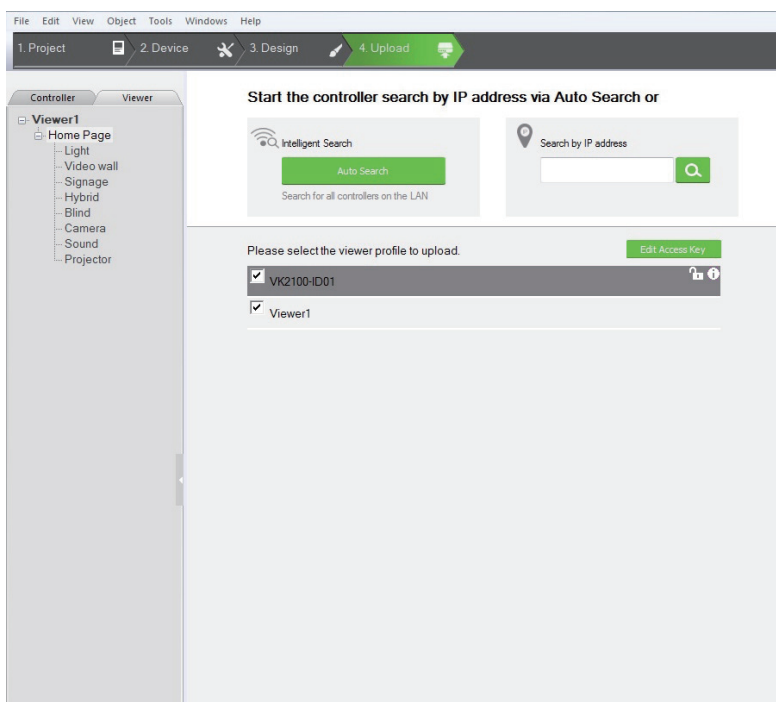 File Edit View Object Tools Windows Help
1. Project 2. Device 3. Design 4. Upload
Controller Viewer
Viewer1
Home Page
Light
Video wall
Signage
Hybrid
Blind
Camera
Sound
Projector
Start the controller search by IP address via Auto Search or
Intelligent Search
Auto Search
Search for all controllers on the LAN
Search by IP address
Please select the viewer profile to upload.
Edit Access Key
VK2100-ID01
Viewer1